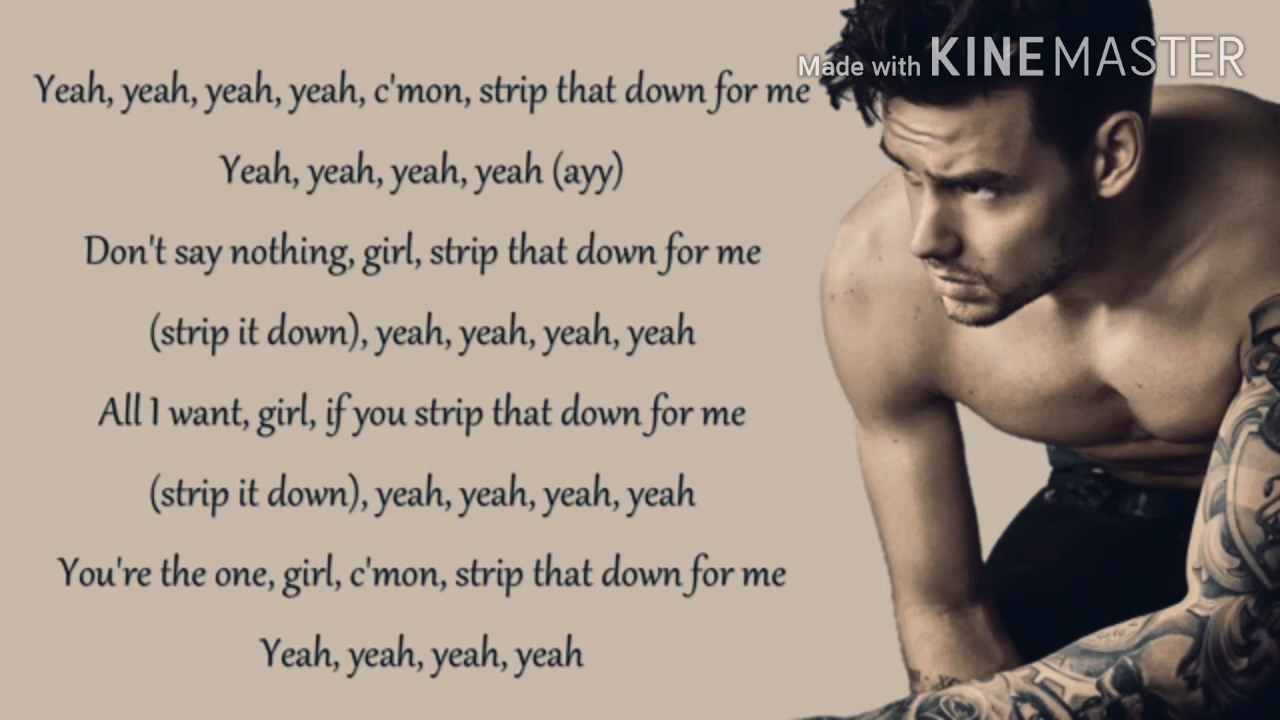 Made with KINEMASTER
Yeah, yeah, yeah, yeah, c'mon, strip that down for me
Yeah, yeah, yeah, yeah (ayy)
Don't say nothing, girl, strip that down for me
(strip it down), yeah, yeah, yeah, yeah
All I want, girl, if you strip that down for me
(strip it down), yeah, yeah, yeah, yeah
You're the one, girl, c'mon, strip that down for me
Yeah, yeah, yeah, yeah